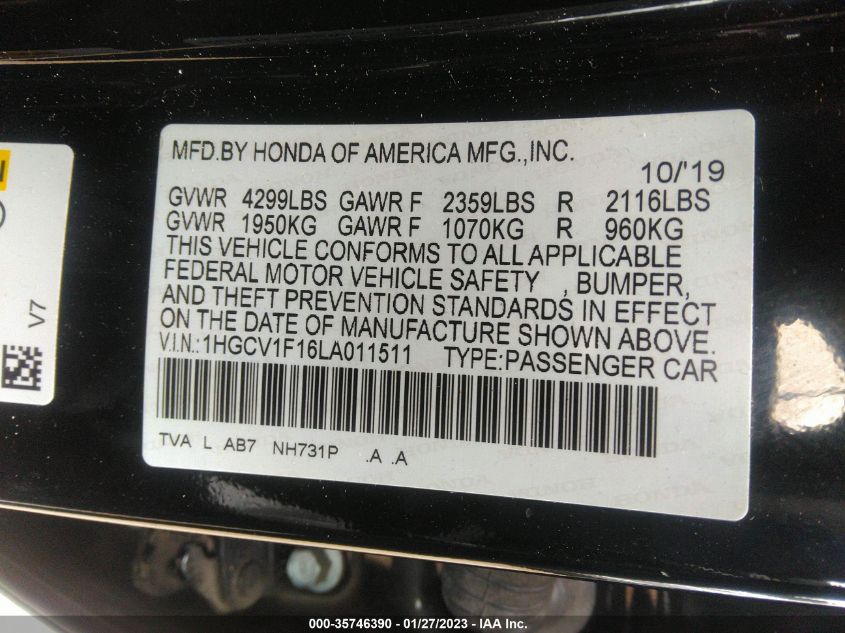 MFD.BY HONDA OF AMERICA MFG.,INC.
10/'19
GVWR 4299LBS GAWR F 2359LBS R 2116LBS
GVWR 1950KG GAWR F 1070KG R 960KG
THIS VEHICLE CONFORMS TO ALL APPLICABLE
FEDERAL MOTOR VEHICLE SAFETY , BUMPER,
AND THEFT PREVENTION STANDARDS IN EFFECT
ON THE DATE OF MANUFACTURE SHOWN ABOVE.
V.I.N.:1HGCV1F16LA011511 TYPE:PASSENGER CAR
TVA L AB7 NH731P .A .A
V7
000-35746390 - 01/27/2023 - IAA Inc.